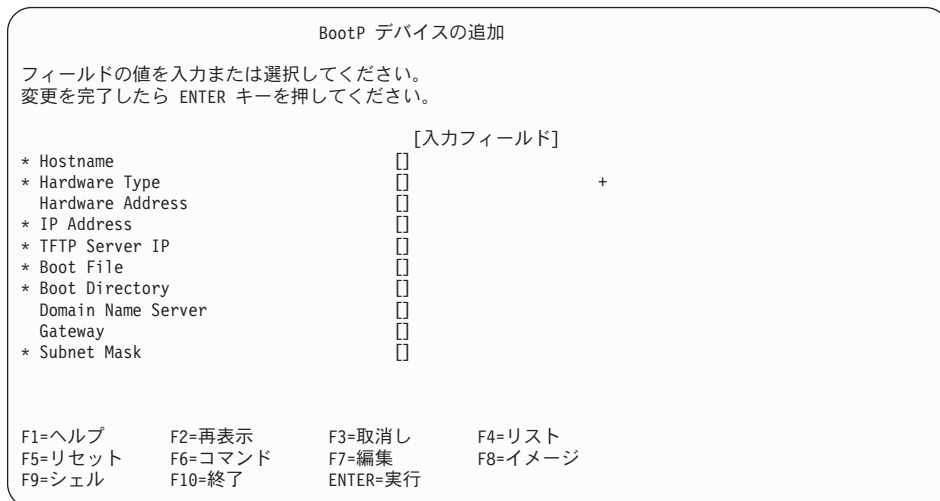 BootP デバイスの追加
フィールドの値を入力または選択してください。
変更を完了したら ENTER キーを押してください。
[入力フィールド]
* Hostname []
* Hardware Type [] +
Hardware Address []
* IP Address []
* TFTP Server IP []
* Boot File []
* Boot Directory []
Domain Name Server []
Gateway []
* Subnet Mask []
F1=ヘルプ F2=再表示 F3=取消し F4=リスト
F5=リセット F6=コマンド F7=編集 F8=イメージ
F9=シェル F10=終了 ENTER=実行